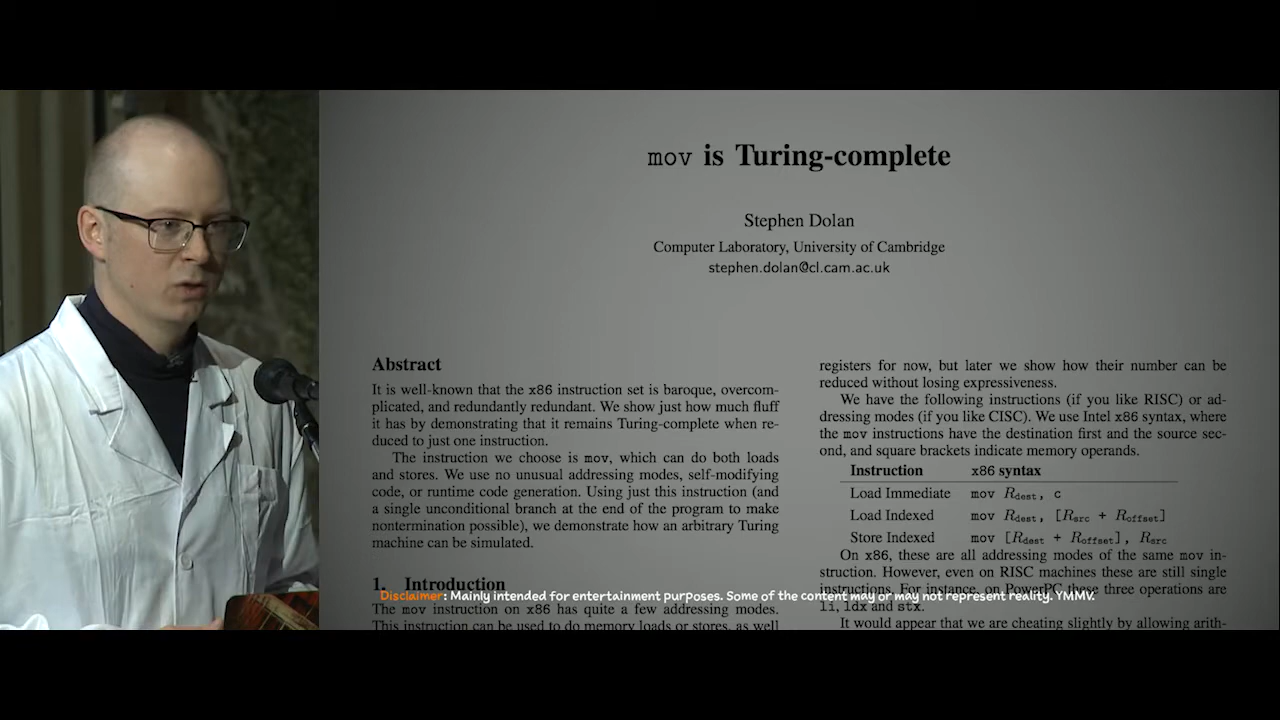 mov is Turing-complete
Stephen Dolan
Computer Laboratory, University of Cambridge
stephen.dolan@cl.cam.ac.uk
Abstract
It is well-known that the x86 instruction set is baroque, overcom-
plicated, and redundantly redundant. We show just how much fluff
it has by demonstrating that it remains Turing-complete when re-
duced to just one instruction.
The instruction we choose is mov, which can do both loads
and stores. We use no unusual addressing modes, self-modifying
code, or runtime code generation. Using just this instruction (and
a single unconditional branch at the end of the program to make
nontermination possible), we demonstrate how an arbitrary Turing
machine can be simulated.
1. Introduction
The mov instruction on x86 has quite a few addressing modes.
This instruction can be used to do memory loads or stores, as well
registers for now, but later we show how their number can be
reduced without losing expressiveness.
We have the following instructions (if you like RISC) or ad-
dressing modes (if you like CISC). We use Intel x86 syntax, where
the mov instructions have the destination first and the source sec-
ond, and square brackets indicate memory operands.
Instruction x86 syntax
Load Immediate mov Rdest, c
Load Indexed mov Rdest, [Rsrc + Roffset]
Store Indexed mov [Rdest + Roffset], Rsrc
On x86, these are all addressing modes of the same mov in-
struction. However, even on RISC machines these are still single
instructions. For instance, on PowerPC these three operations are
li, ldx and stx.
It would appear that we are cheating slightly by allowing arith-
Disclaimer: Mainly intended for entertainment purposes. Some of the content may or may not represent reality. YMMV.